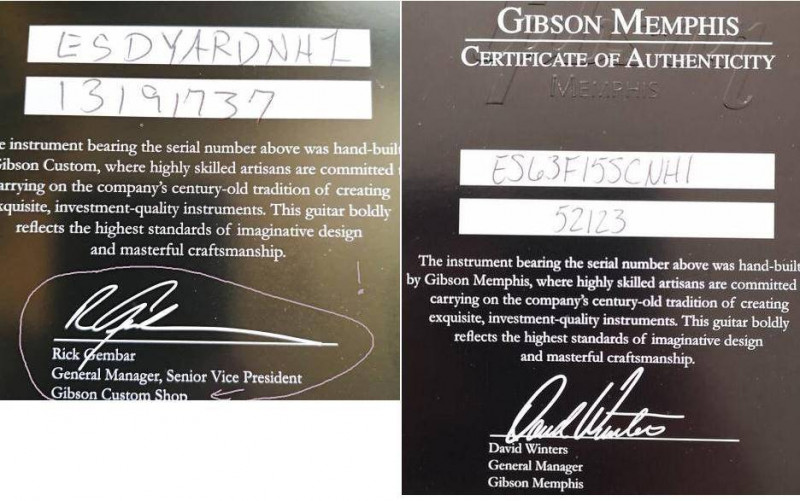 ESDYARDNH1
13191737
e instrument bearing the serial number above was hand-built
Gibson Custom, where highly skilled artisans are committed
arrying on the company's century-old tradition of creating
xquisite, investment-quality instruments. This guitar boldly
reflects the highest standards of imaginative design
and masterful craftsmanship.
!
Rick Gembar
General Manager, Senior Vice President
Gibson Custom Shop
GIBSON MEMPHIS
CERTIFICATE OF AUTHENTICITY
MEMPHIS
ES63F15SCNH1
52123
The instrument bearing the serial number above was hand-built
by Gibson Memphis, where highly skilled artisans are committed
carrying on the company's century-old tradition of creating
exquisite, investment-quality instruments. This guitar boldly
reflects the highest standards of imaginative design
and masterful craftsmanship.
David Winters
David Winters
General Manager
Gibson Memphis